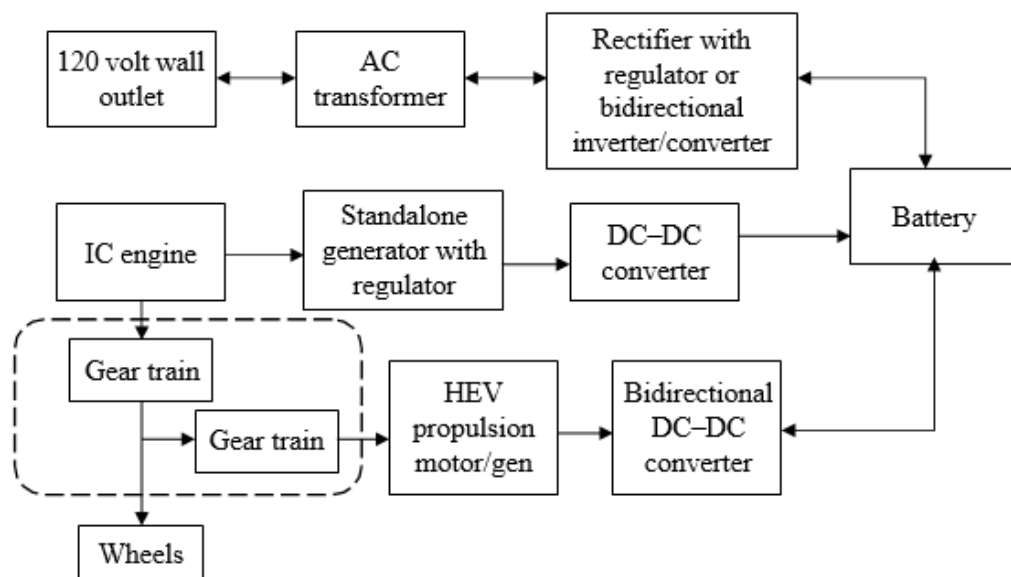 120 volt wall
outlet
AC
transformer
Rectifier with
regulator or
bidirectional
inverter/converter
IC engine
Standalone
generator with
regulator
DC–DC
converter
Battery
Gear train
Gear train
HEV
propulsion
motor/gen
Bidirectional
DC–DC
converter
Wheels